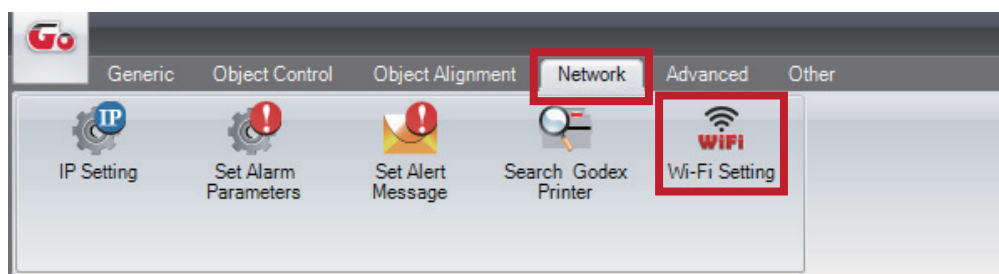 Go
Generic Object Control Object Alignment Network Advanced Other
IP WiFi
IP Setting Set Alarm Set Alert Search Godex Wi-Fi Setting
Parameters Message Printer